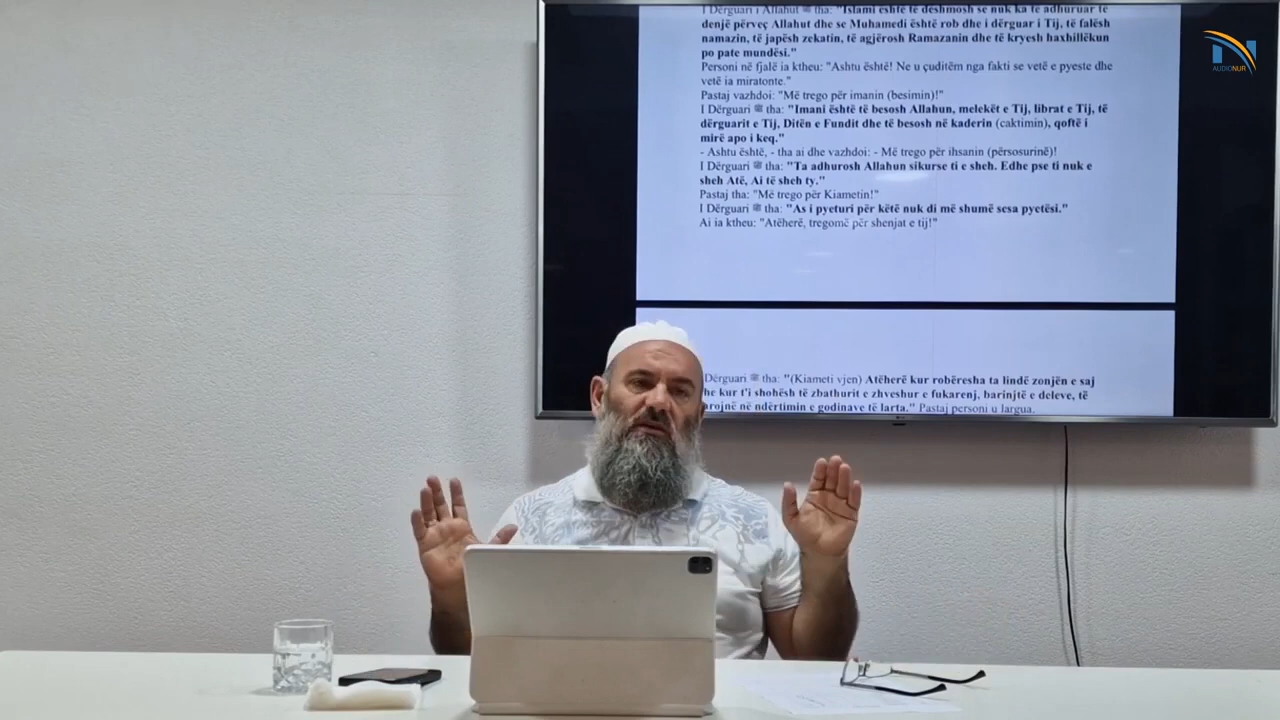 I Dërguari i Allahut ﷺ tha: "Islami është të dëshmosh se nuk ka të adhuruar të
denjë përveç Allahut dhe se Muhamedi është rob dhe i dërguar i Tij, të falësh
namazin, të japësh zekatin, të agjërosh Ramazanin dhe të kryesh haxhillëkun
po pate mundësi."
Personi në fjalë ia ktheu: "Ashtu është! Ne u çuditëm nga fakti se vetë e pyeste dhe
vetë ia miratonte."
Pastaj vazhdoi: "Më trego për imanin (besimin)!"
I Dërguari ﷺ tha: "Imani është të besosh Allahun, melekët e Tij, librat e Tij, të
dërguarit e Tij, Ditën e Fundit dhe të besosh në kaderin (caktimin), qoftë i
mirë apo i keq."
- Ashtu është, - tha ai dhe vazhdoi: - Më trego për ihsanin (përsosurinë)!
I Dërguari ﷺ tha: "Ta adhurosh Allahun sikurse ti e sheh. Edhe pse ti nuk e
sheh Atë, Ai të sheh ty."
Pastaj tha: "Më trego për Kiametin!"
I Dërguari ﷺ tha: "As i pyeturi për këtë nuk di më shumë sesa pyetësi."
Ai ia ktheu: "Atëherë, tregomë për shenjat e tij!"
Dërguari ﷺ tha: "(Kiameti vjen) Atëherë kur robëresha ta lindë zonjën e saj
he kur t'i shohësh të zbathurit e zhveshur e fukarenj, barinjtë e deleve, të
rojnë në ndërtimin e godinave të larta." Pastaj personi u largua.
AUDIONUR